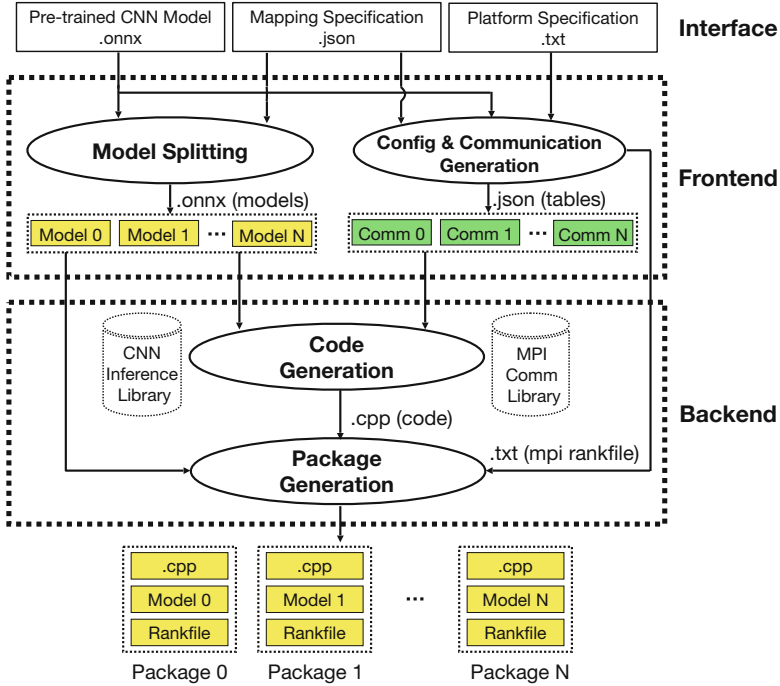 Pre-trained CNN Model
.onnx
Mapping Specification
.json
Platform Specification
.txt
Interface
Model Splitting
Config & Communication
Generation
Frontend
.onnx (models)
.json (tables)
Model 0
Model 1
...
Model N
Comm 0
Comm 1
...
Comm N
CNN
Inference
Library
Code
Generation
MPI
Comm
Library
Backend
.cpp (code)
.txt (mpi rankfile)
Package
Generation
.cpp
Model 0
Rankfile
Package 0
.cpp
Model 1
Rankfile
Package 1
...
.cpp
Model N
Rankfile
Package N